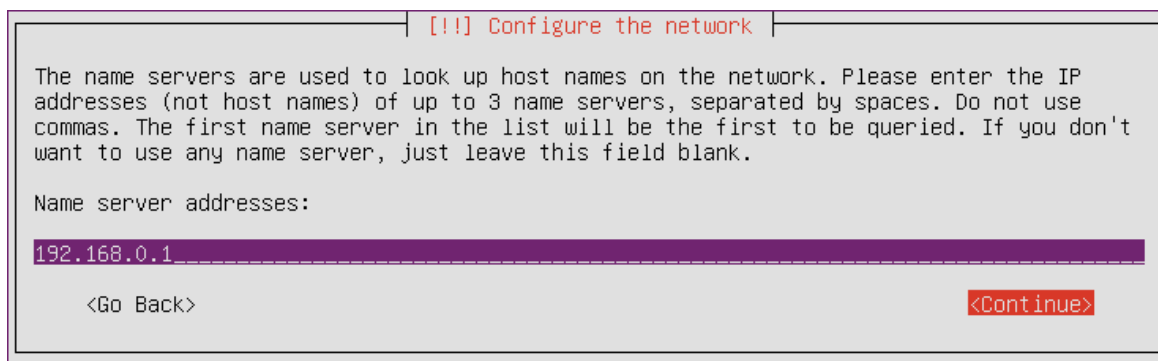 [!!] Configure the network
The name servers are used to look up host names on the network. Please enter the IP
addresses (not host names) of up to 3 name servers, separated by spaces. Do not use
commas. The first name server in the list will be the first to be queried. If you don't
want to use any name server, just leave this field blank.
Name server addresses:
192.168.0.1
<Go Back> <Continue>